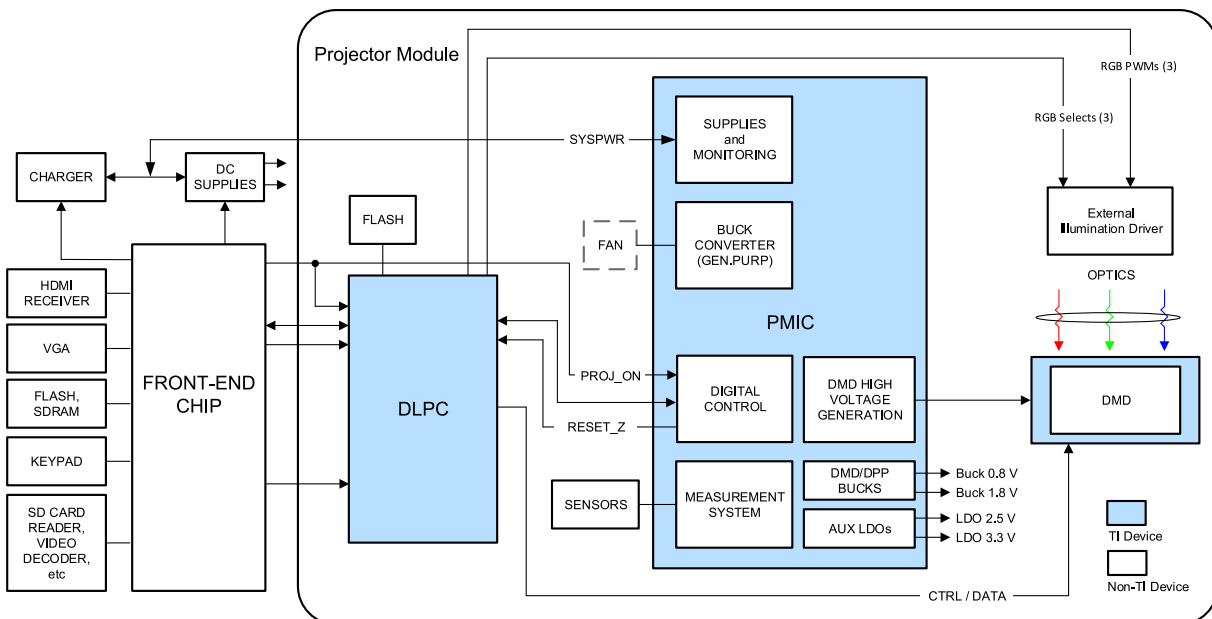 Projector Module
RGB PWMs (3)
RGB Selects (3)
SYSPWR
SUPPLIES
and
MONITORING
CHARGER
DC
SUPPLIES
FLASH
FAN
BUCK
CONVERTER
(GEN.PURP)
External
Illumination Driver
OPTICS
HDMI
RECEIVER
VGA
FLASH,
SDRAM
KEYPAD
SD CARD
READER,
VIDEO
DECODER,
etc
FRONT-END
CHIP
DLPC
PMIC
PROJ_ON
RESET_Z
DIGITAL
CONTROL
DMD HIGH
VOLTAGE
GENERATION
DMD
SENSORS
MEASUREMENT
SYSTEM
DMD/DPP
BUCKS
AUX LDOs
Buck 0.8 V
Buck 1.8 V
LDO 2.5 V
LDO 3.3 V
CTRL / DATA
TI Device
Non-TI Device